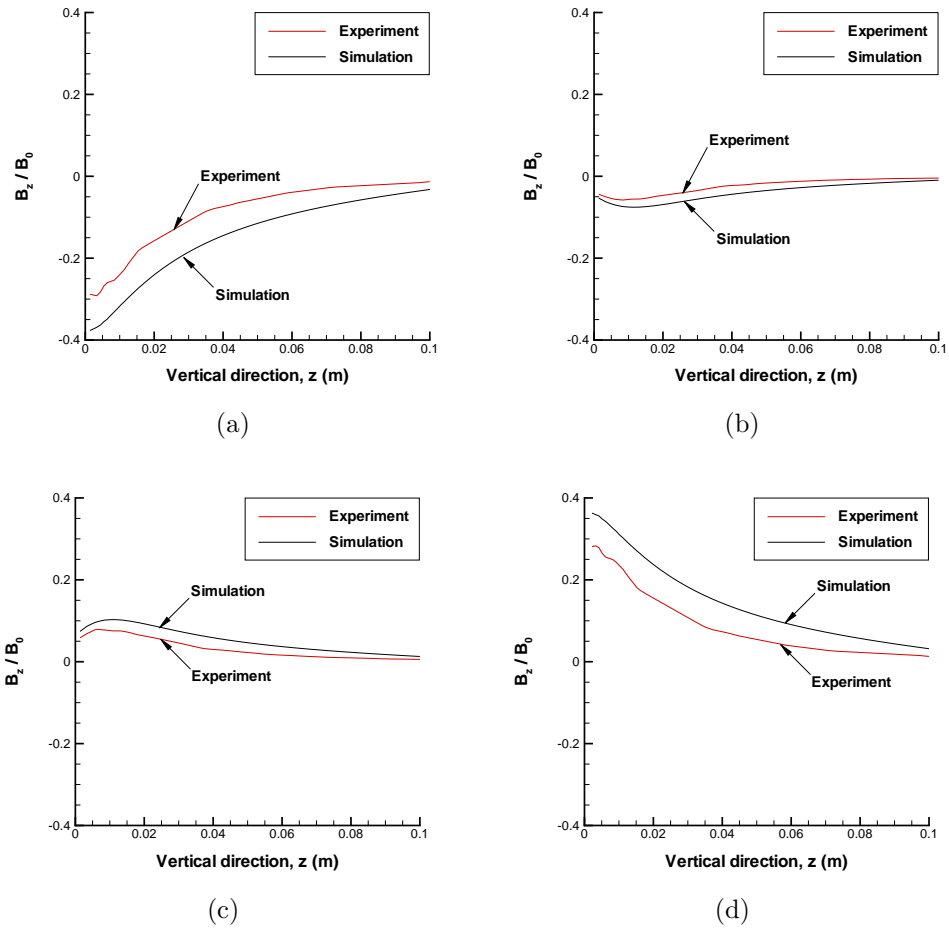 0.4
0.2
0
-0.2
-0.4
B_z / B_0
Experiment
Simulation
Experiment
Simulation
0
0.02
0.04
0.06
0.08
0.1
Vertical direction, z (m)
(a)
0.4
0.2
0
-0.2
-0.4
B_z / B_0
Experiment
Simulation
Experiment
Simulation
0
0.02
0.04
0.06
0.08
0.1
Vertical direction, z (m)
(b)
0.4
0.2
0
-0.2
-0.4
B_z / B_0
Experiment
Simulation
Simulation
Experiment
0
0.02
0.04
0.06
0.08
0.1
Vertical direction, z (m)
(c)
0.4
0.2
0
-0.2
-0.4
B_z / B_0
Experiment
Simulation
Simulation
Experiment
0
0.02
0.04
0.06
0.08
0.1
Vertical direction, z (m)
(d)